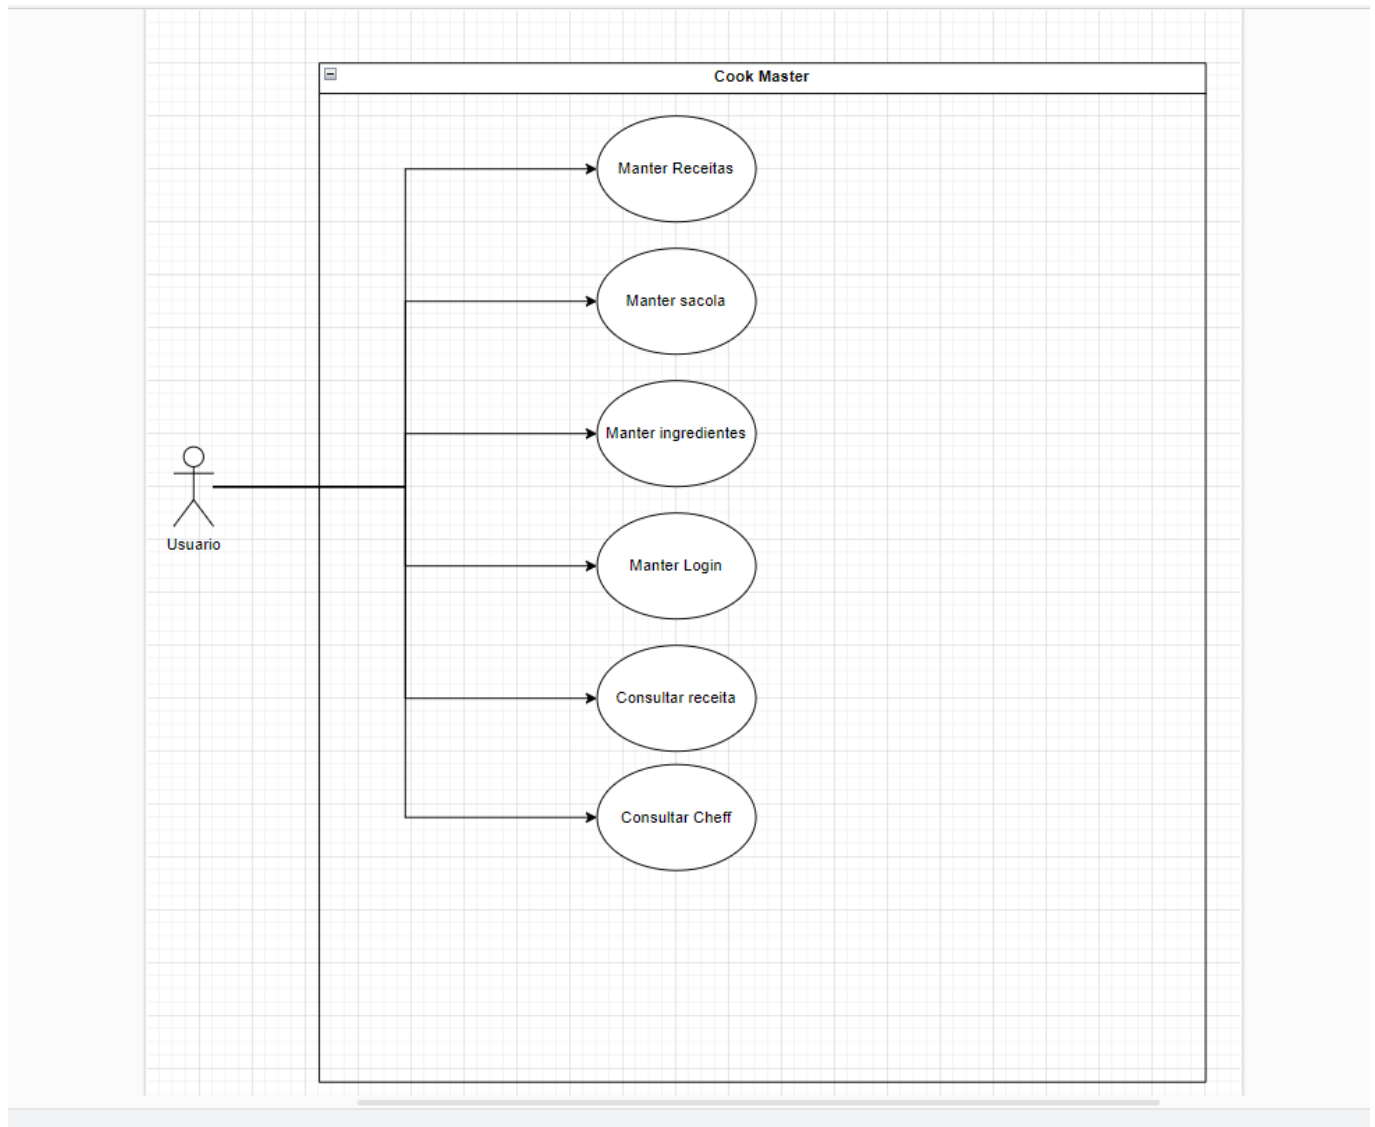 Cook Master
Manter Receitas
Manter sacola
Manter ingredientes
Usuario
Manter Login
Consultar receita
Consultar Cheff